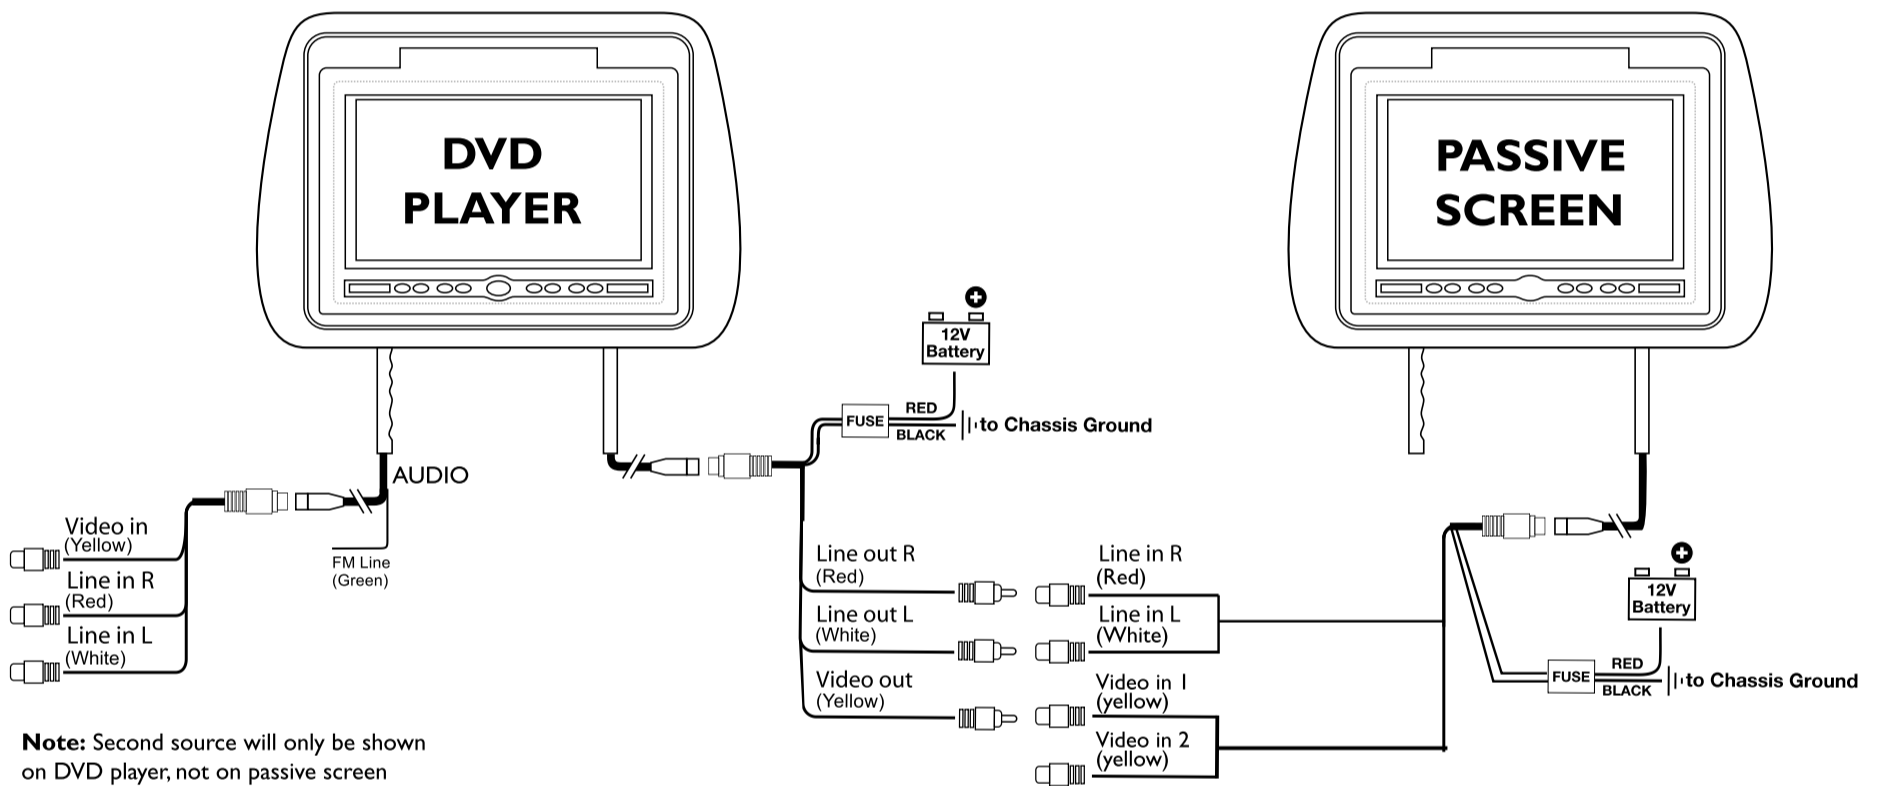 DVD
PLAYER
PASSIVE
SCREEN
12V
Battery
FUSE
RED
BLACK
to Chassis Ground
AUDIO
FM Line
(Green)
Video in
(Yellow)
Line in R
(Red)
Line in L
(White)
Line out R
(Red)
Line out L
(White)
Video out
(Yellow)
Line in R
(Red)
Line in L
(White)
Video in 1
(yellow)
Video in 2
(yellow)
12V
Battery
FUSE
RED
BLACK
to Chassis Ground
Note: Second source will only be shown
on DVD player, not on passive screen